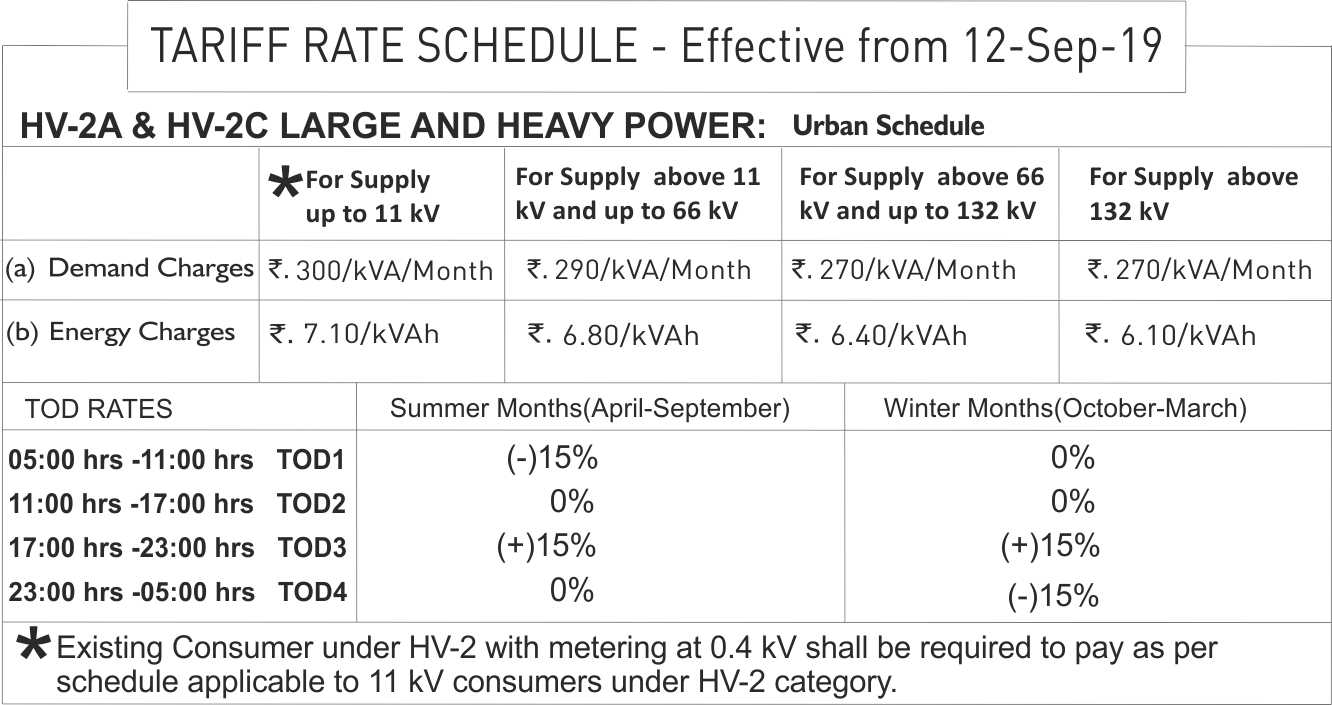 TARIFF RATE SCHEDULE - Effective from 12-Sep-19
HV-2A & HV-2C LARGE AND HEAVY POWER: Urban Schedule
*For Supply up to 11 kV For Supply above 11 kV and up to 66 kV For Supply above 66 kV and up to 132 kV For Supply above 132 kV
(a) Demand Charges ₹. 300/kVA/Month ₹. 290/kVA/Month ₹. 270/kVA/Month ₹. 270/kVA/Month
(b) Energy Charges ₹. 7.10/kVAh ₹. 6.80/kVAh ₹. 6.40/kVAh ₹. 6.10/kVAh
TOD RATES Summer Months(April-September) Winter Months(October-March)
05:00 hrs -11:00 hrs TOD1 (-)15% 0%
11:00 hrs -17:00 hrs TOD2 0% 0%
17:00 hrs -23:00 hrs TOD3 (+)15% (+)15%
23:00 hrs -05:00 hrs TOD4 0% (-)15%
*Existing Consumer under HV-2 with metering at 0.4 kV shall be required to pay as per
schedule applicable to 11 kV consumers under HV-2 category.